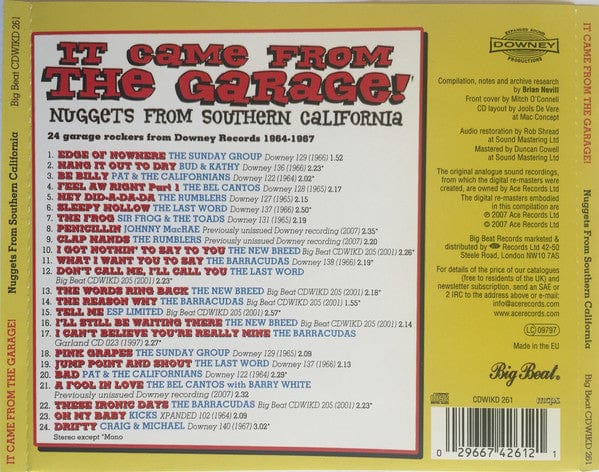 IT CAME FROM THE GARAGE!
Nuggets From Southern California
Big Beat CDWIKD 261
IT CAME FROM
THE GARAGE!
NUGGETS FROM SOUTHERN CALIFORNIA
24 garage rockers from Downey Records 1964-1967
1. EDGE OF NOWHERE THE SUNDAY GROUP Downey 129 (1966) 1.52
2. HANG IT OUT TO DAY BUD & KATHY Downey 136 (1966) 2.23*
3. BE BILLY PAT & THE CALIFORNIANS Downey 122 (1964) 2.02*
4. FEEL AW RIGHT Part 1 THE BEL CANTOS Downey 128 (1965) 2.17
5. HEY DID-A-DA-DA THE RUMBLERS Downey 127 (1965) 2.15
6. SLEEPY HOLLOW THE LAST WORD Downey 137 (1966) 2.50*
7. THE FROG SIR FROG & THE TOADS Downey 131 (1965) 2.19
8. PENICILLIN JOHNNY MacRAE Previously unissued Downey recording (2007) 2.35*
9. CLAP HANDS THE RUMBLERS Previously unissued Downey recording (2007) 2.20
10. I GOT NOTHIN' TO SAY TO YOU THE NEW BREED Big Beat CDWIKD 205 (2001) 2.26*
11. WHAT I WANT YOU TO SAY THE BARRACUDAS Downey 138 (1966) 2.19*
12. DON'T CALL ME, I'LL CALL YOU THE LAST WORD
Big Beat CDWIKD 205 (2001) 2.23*
13. THE WORDS RING BACK THE NEW BREED Big Beat CDWIKD 205 (2001) 2.18*
14. THE REASON WHY THE BARRACUDAS Big Beat CDWIKD 205 (2001) 1.55*
15. TELL ME ESP LIMITED Big Beat CDWIKD 205 (2001) 2.57*
16. I'LL STILL BE WAITING THERE THE NEW BREED Big Beat CDWIKD 205 (2001) 2.14
17. I CAN'T BELIEVE YOU'RE REALLY MINE THE BARRACUDAS
Garland CD 023 (1997) 2.27*
18. PINK GRAPES THE SUNDAY GROUP Downey 129 (1965) 2.09
19. JUMP POINT AND SHOUT THE LAST WORD Downey 137 (1966) 2.13
20. BAD PAT & THE CALIFORNIANS Downey 122 (1964) 2.29*
21. A FOOL IN LOVE THE BEL CANTOS with BARRY WHITE
Previously unissued Downey recording (2007) 2.32
22. THESE IRONIC DAYS THE BARRACUDAS Big Beat CDWIKD 205 (2001) 2.23*
23. OH MY BABY KICKS XPANDED 102 (1964) 2.09
24. DRIFTY CRAIG & MICHAEL Downey 140 (1967) 3.02*
Stereo except *Mono
EXPANDED SOUND
DOWNEY
PRODUCTIONS
Compilation, notes and archive research
by Brian Nevill
Front cover by Mitch O'Connell
CD layout by Jools De Vere
at Mac Concept
Audio restoration by Rob Shread
at Sound Mastering Ltd
Mastered by Duncan Cowell
at Sound Mastering Ltd
The original analogue sound recordings,
from which the digital re-masters were
created, are owned by Ace Records Ltd
The digital re-masters embodied
in this compilation are
℗ 2007 Ace Records Ltd
© 2007 Ace Records Ltd
Big Beat Records marketed &
distributed by Records Ltd 42-50
Steele Road, London NW10 7AS
For details of the price of our catalogues
(free to residents of the UK) and
newsletter subscription, send an SAE or
2 IRC to the address above or e-mail:
info@acerecords.com
www.acerecords.com
LC 09797
Made in the EU
Big Beat.
CDWIKD 261
mcps
0 29667 42612 1
IT CAME FROM THE GARAGE!
Nuggets From Southern California
Big Beat CDWIKD 261